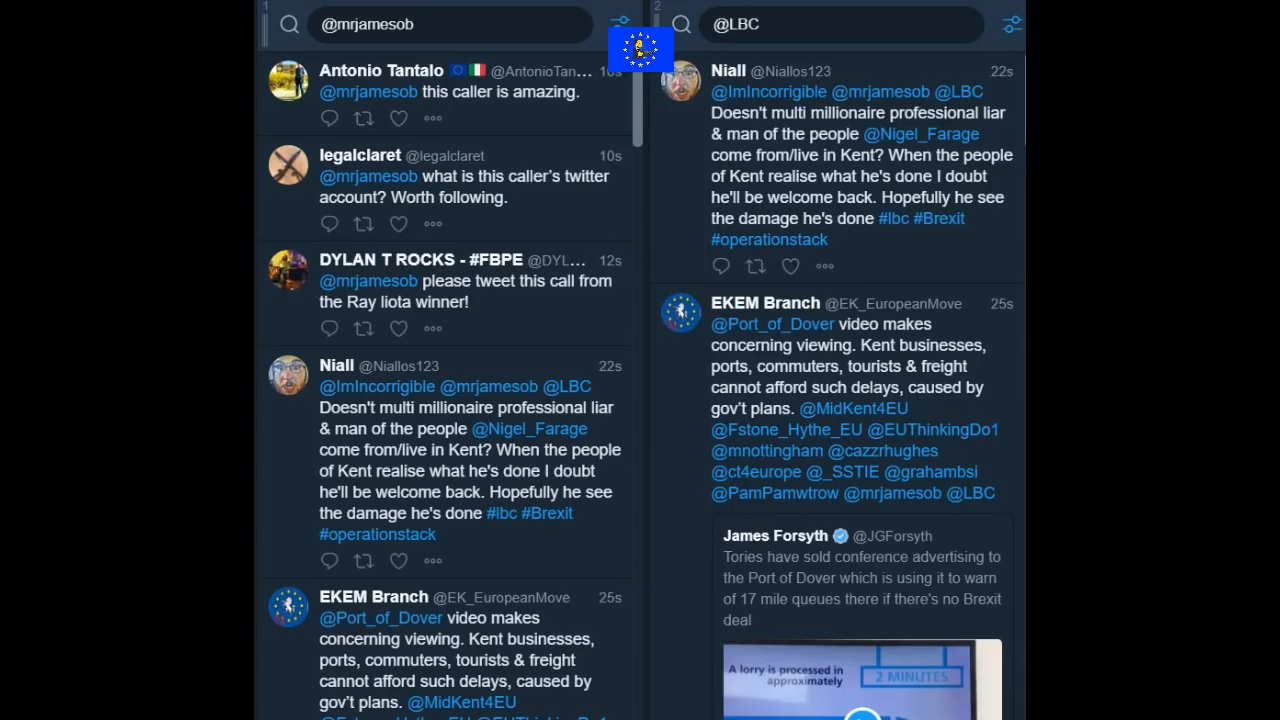 1
@mrjamesob
Antonio Tantalo @AntonioTan... 10s
@mrjamesob this caller is amazing.
legalclaret @legalclaret 10s
@mrjamesob what is this caller's twitter
account? Worth following.
DYLAN T ROCKS - #FBPE @DYL... 12s
@mrjamesob please tweet this call from
the Ray liota winner!
Niall @Niallos123 22s
@ImIncorrigible @mrjamesob @LBC
Doesn't multi millionaire professional liar
& man of the people @Nigel_Farage
come from/live in Kent? When the people
of Kent realise what he's done I doubt
he'll be welcome back. Hopefully he see
the damage he's done #lbc #Brexit
#operationstack
EKEM Branch @EK_EuropeanMove 25s
@Port_of_Dover video makes
concerning viewing. Kent businesses,
ports, commuters, tourists & freight
cannot afford such delays, caused by
gov't plans. @MidKent4EU
@Fstone_Hythe_EU @EUThinkingDo1
2
@LBC
Niall @Niallos123 22s
@ImIncorrigible @mrjamesob @LBC
Doesn't multi millionaire professional liar
& man of the people @Nigel_Farage
come from/live in Kent? When the people
of Kent realise what he's done I doubt
he'll be welcome back. Hopefully he see
the damage he's done #lbc #Brexit
#operationstack
EKEM Branch @EK_EuropeanMove 25s
@Port_of_Dover video makes
concerning viewing. Kent businesses,
ports, commuters, tourists & freight
cannot afford such delays, caused by
gov't plans. @MidKent4EU
@Fstone_Hythe_EU @EUThinkingDo1
@mnottingham @cazzrhughes
@ct4europe @_SSTIE @grahambsi
@PamPamwtrow @mrjamesob @LBC
James Forsyth @JGForsyth
Tories have sold conference advertising to
the Port of Dover which is using it to warn
of 17 mile queues there if there's no Brexit
deal
A lorry is processed in
approximately
2 MINUTES